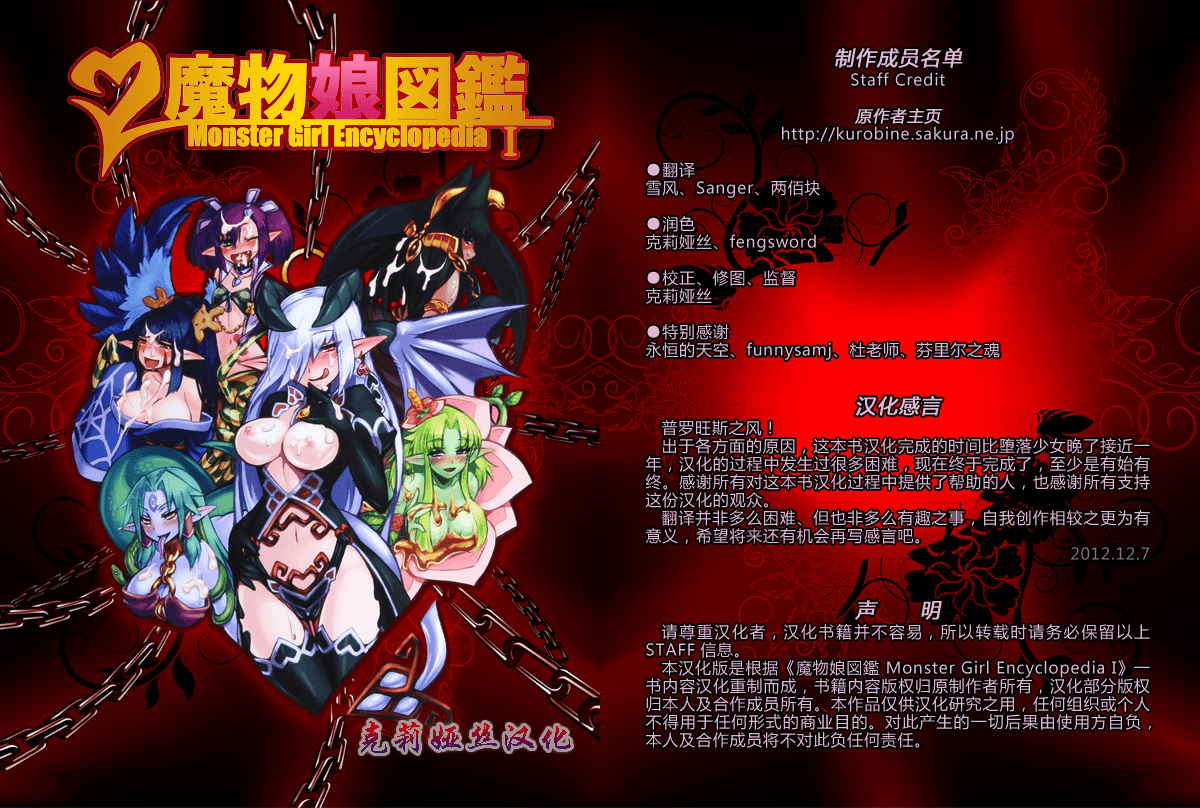 魔物娘図鑑
Monster Girl Encyclopedia I
克莉娅丝汉化
制作成员名单
Staff Credit
原作者主页
http://kurobine.sakura.ne.jp
●翻译
雪风、Sanger、两佰块
●润色
克莉娅丝、fengsword
●校正、修图、监督
克莉娅丝
●特别感谢
永恒的天空、funnysamj、杜老师、芬里尔之魂
汉化感言
普罗旺斯之风！
出于各方面的原因，这本书汉化完成的时间比堕落少女晚了接近一
年，汉化的过程中发生过很多困难，现在终于完成了，至少是有始有
终。感谢所有对这本书汉化过程中提供了帮助的人，也感谢所有支持
这份汉化的观众。
翻译并非多么困难、但也非多么有趣之事，自我创作相较之更为有
意义，希望将来还有机会再写感言吧。
2012.12.7
声 明
请尊重汉化者，汉化书籍并不容易，所以转载时请务必保留以上
STAFF 信息。
本汉化版是根据《魔物娘図鑑 Monster Girl Encyclopedia I》一
书内容汉化重制而成，书籍内容版权归原制作者所有，汉化部分版权
归本人及合作成员所有。本作品仅供汉化研究之用，任何组织或个人
不得用于任何形式的商业目的。对此产生的一切后果由使用方自负，
本人及合作成员将不对此负任何责任。